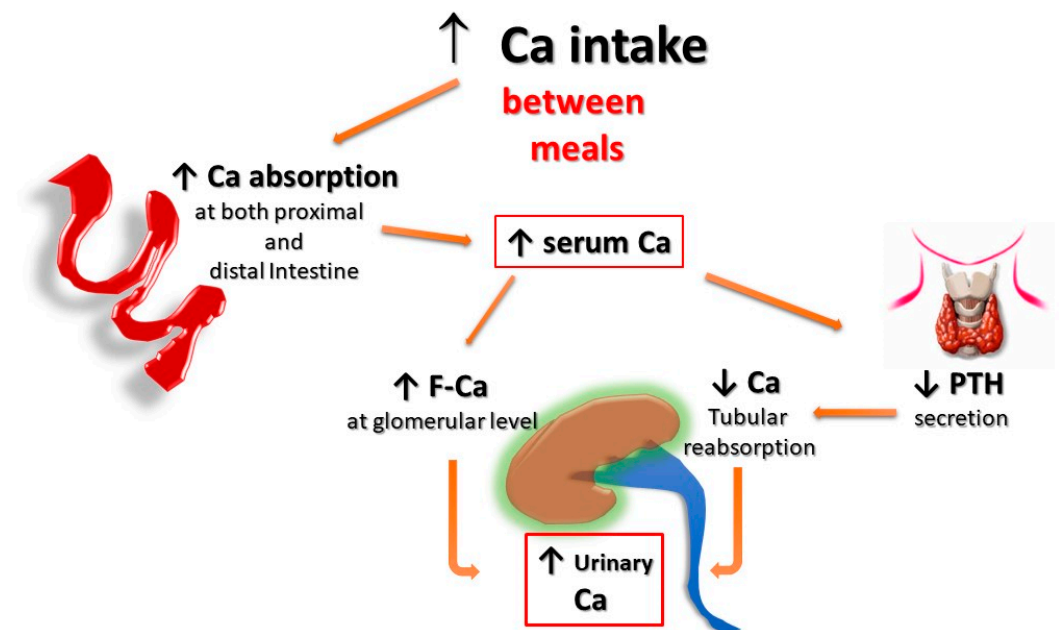 ↑ Ca intake
between
meals
↑ Ca absorption
at both proximal
and
distal Intestine
↑ serum Ca
↑ F-Ca
at glomerular level
↓ Ca
Tubular
reabsorption
↓ PTH
secretion
↑ Urinary
Ca